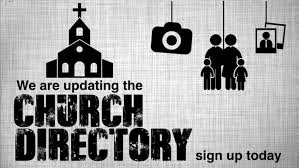 We are updating the
CHURCH
DIRECTORY
sign up today